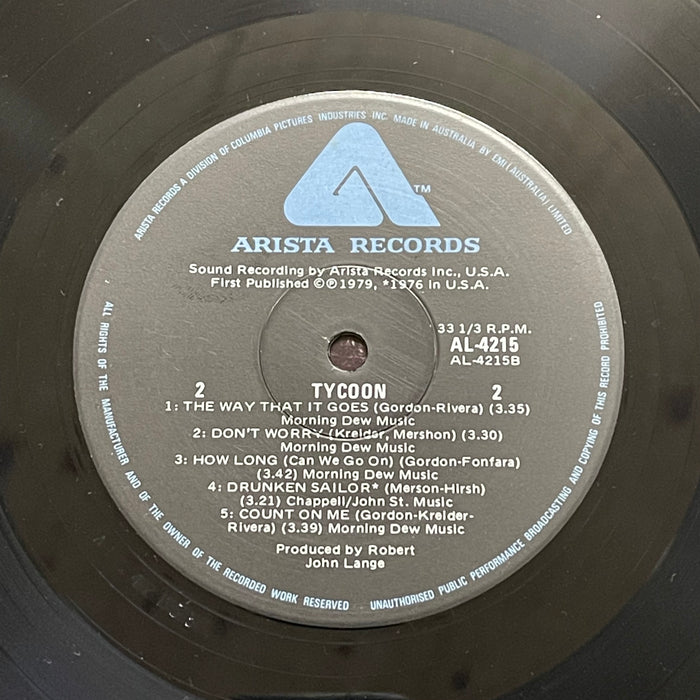 ARISTA RECORDS A DIVISION OF COLUMBIA PICTURES INDUSTRIES INC. MADE IN AUSTRALIA BY EMI (AUSTRALIA) LIMITED
TM
ARISTA RECORDS
Sound Recording by Arista Records Inc., U.S.A.
First Published ©℗1979, *1976 in U.S.A.
33 1/3 R.P.M.
AL-4215
AL-4215B
2 TYCOON 2
1: THE WAY THAT IT GOES (Gordon-Rivera) (3.35)
Morning Dew Music
2: DON'T WORRY (Kreider, Mershon) (3.30)
Morning Dew Music
3: HOW LONG (Can We Go On) (Gordon-Fonfara)
(3.42) Morning Dew Music
4: DRUNKEN SAILOR* (Merson-Hirsh)
(3.21) Chappell/John St. Music
5: COUNT ON ME (Gordon-Kreider-
Rivera) (3.39) Morning Dew Music
Produced by Robert
John Lange
ALL RIGHTS OF THE MANUFACTURER AND OF THE OWNER OF THE RECORDED WORK RESERVED - UNAUTHORISED PUBLIC PERFORMANCE BROADCASTING AND COPYING OF THIS RECORD PROHIBITED